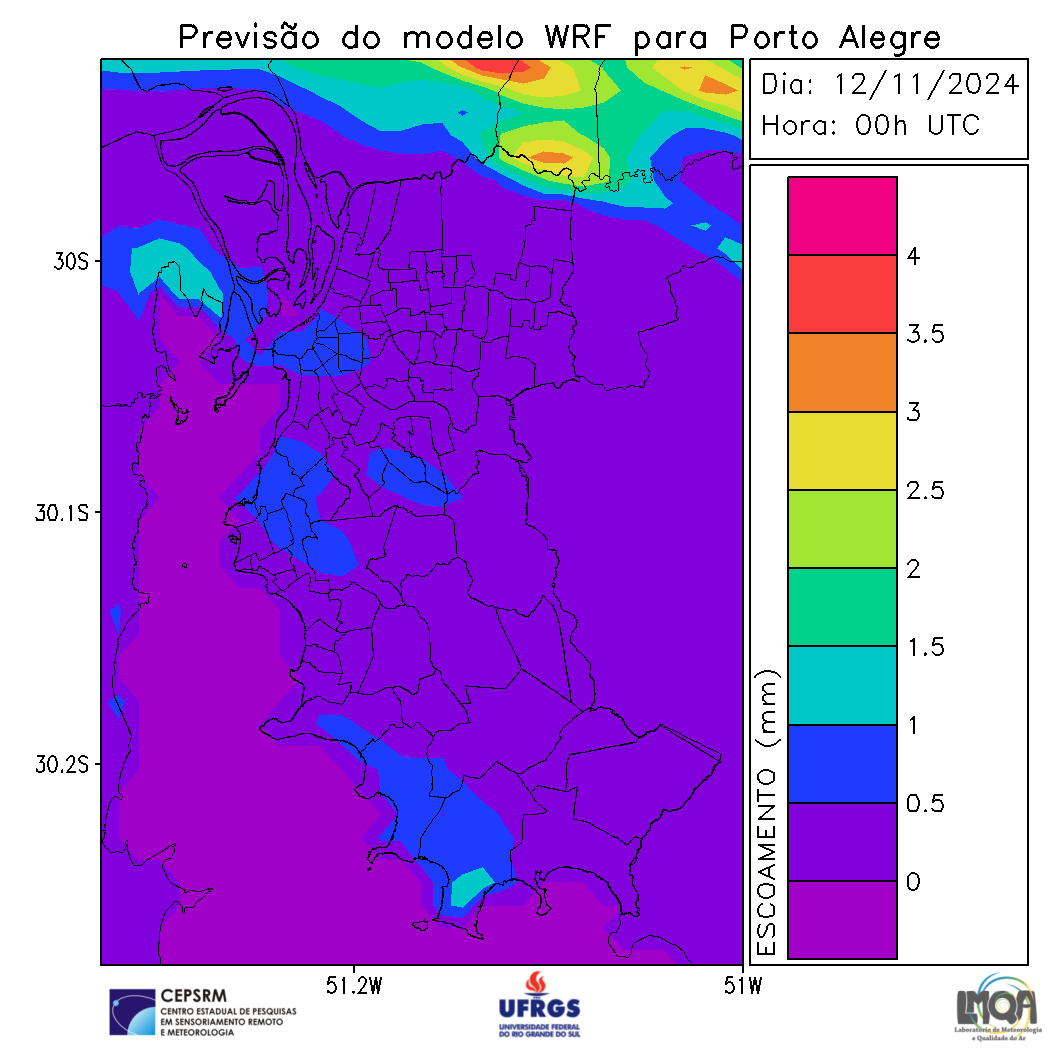 Previsão do modelo WRF para Porto Alegre
Dia: 12/11/2024
Hora: 00h UTC
30S
30.1S
30.2S
51.2W
51W
4
3.5
3
2.5
2
1.5
1
0.5
0
ESCOAMENTO (mm)
CEPSRM
CENTRO ESTADUAL DE PESQUISAS
EM SENSORIAMENTO REMOTO
E METEOROLOGIA
UFRGS
UNIVERSIDADE FEDERAL
DO RIO GRANDE DO SUL
LMQA
Laboratório de Meteorologia
e Qualidade do Ar